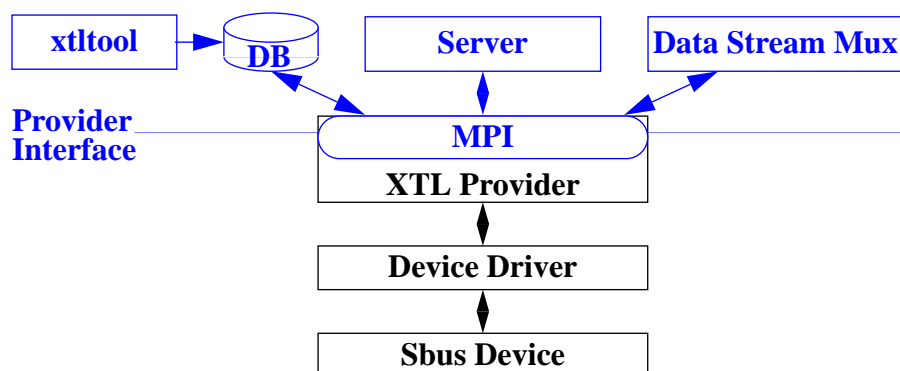 xtltool
DB
Server
Data Stream Mux
Provider
Interface
MPI
XTL Provider
Device Driver
Sbus Device